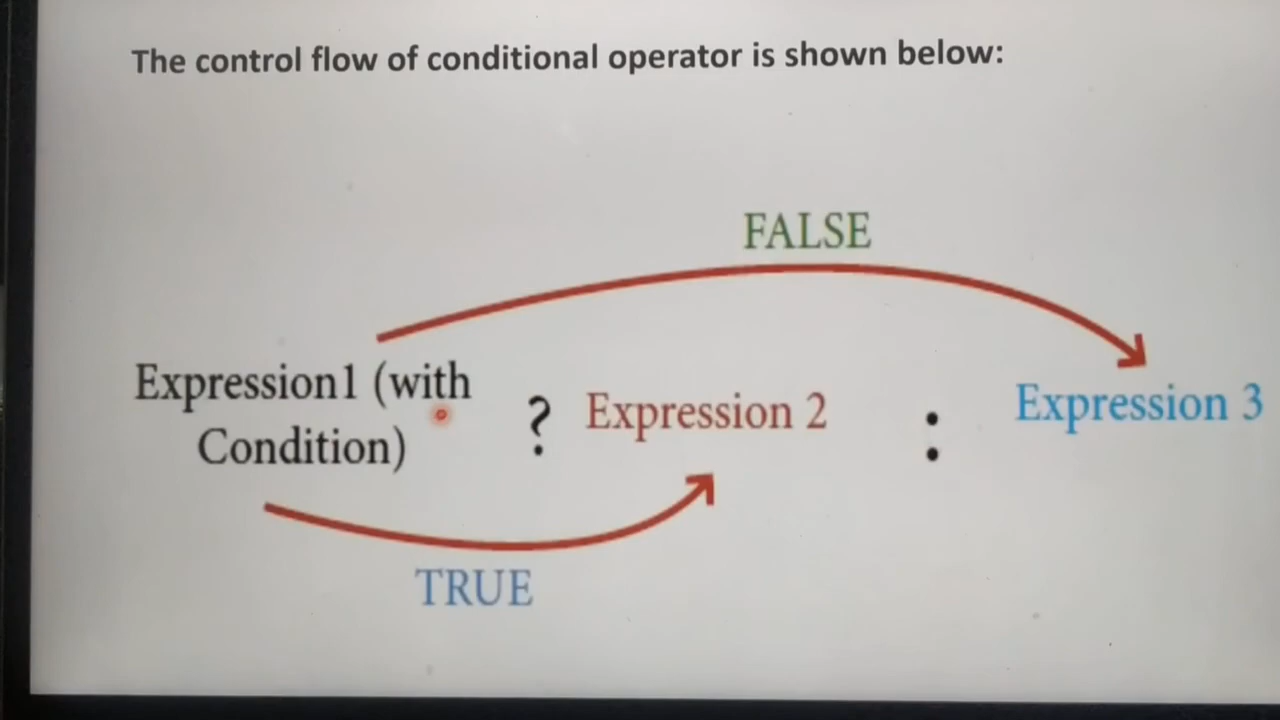 The control flow of conditional operator is shown below:
FALSE
Expression1 (with
Condition)
?
Expression 2
:
Expression 3
TRUE